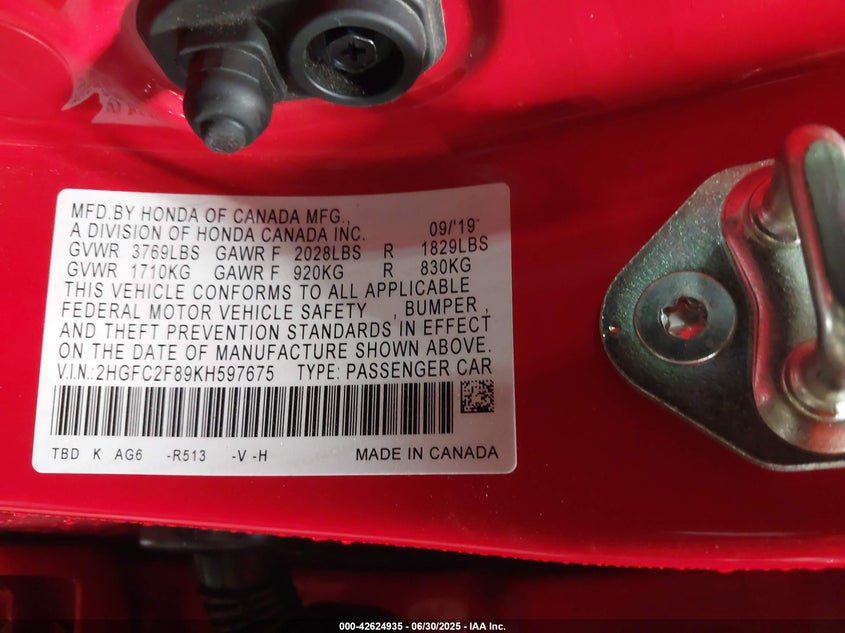 MFD.BY HONDA OF CANADA MFG.,
A DIVISION OF HONDA CANADA INC. 09/'19
GVWR 3769LBS GAWR F 2028LBS R 1829LBS
GVWR 1710KG GAWR F 920KG R 830KG
THIS VEHICLE CONFORMS TO ALL APPLICABLE
FEDERAL MOTOR VEHICLE SAFETY , BUMPER ,
AND THEFT PREVENTION STANDARDS IN EFFECT
ON THE DATE OF MANUFACTURE SHOWN ABOVE.
V.I.N.:2HGFC2F89KH597675 TYPE: PASSENGER CAR
TBD K AG6 -R513 -V -H MADE IN CANADA
000-42624935 - 06/30/2025 - IAA Inc.